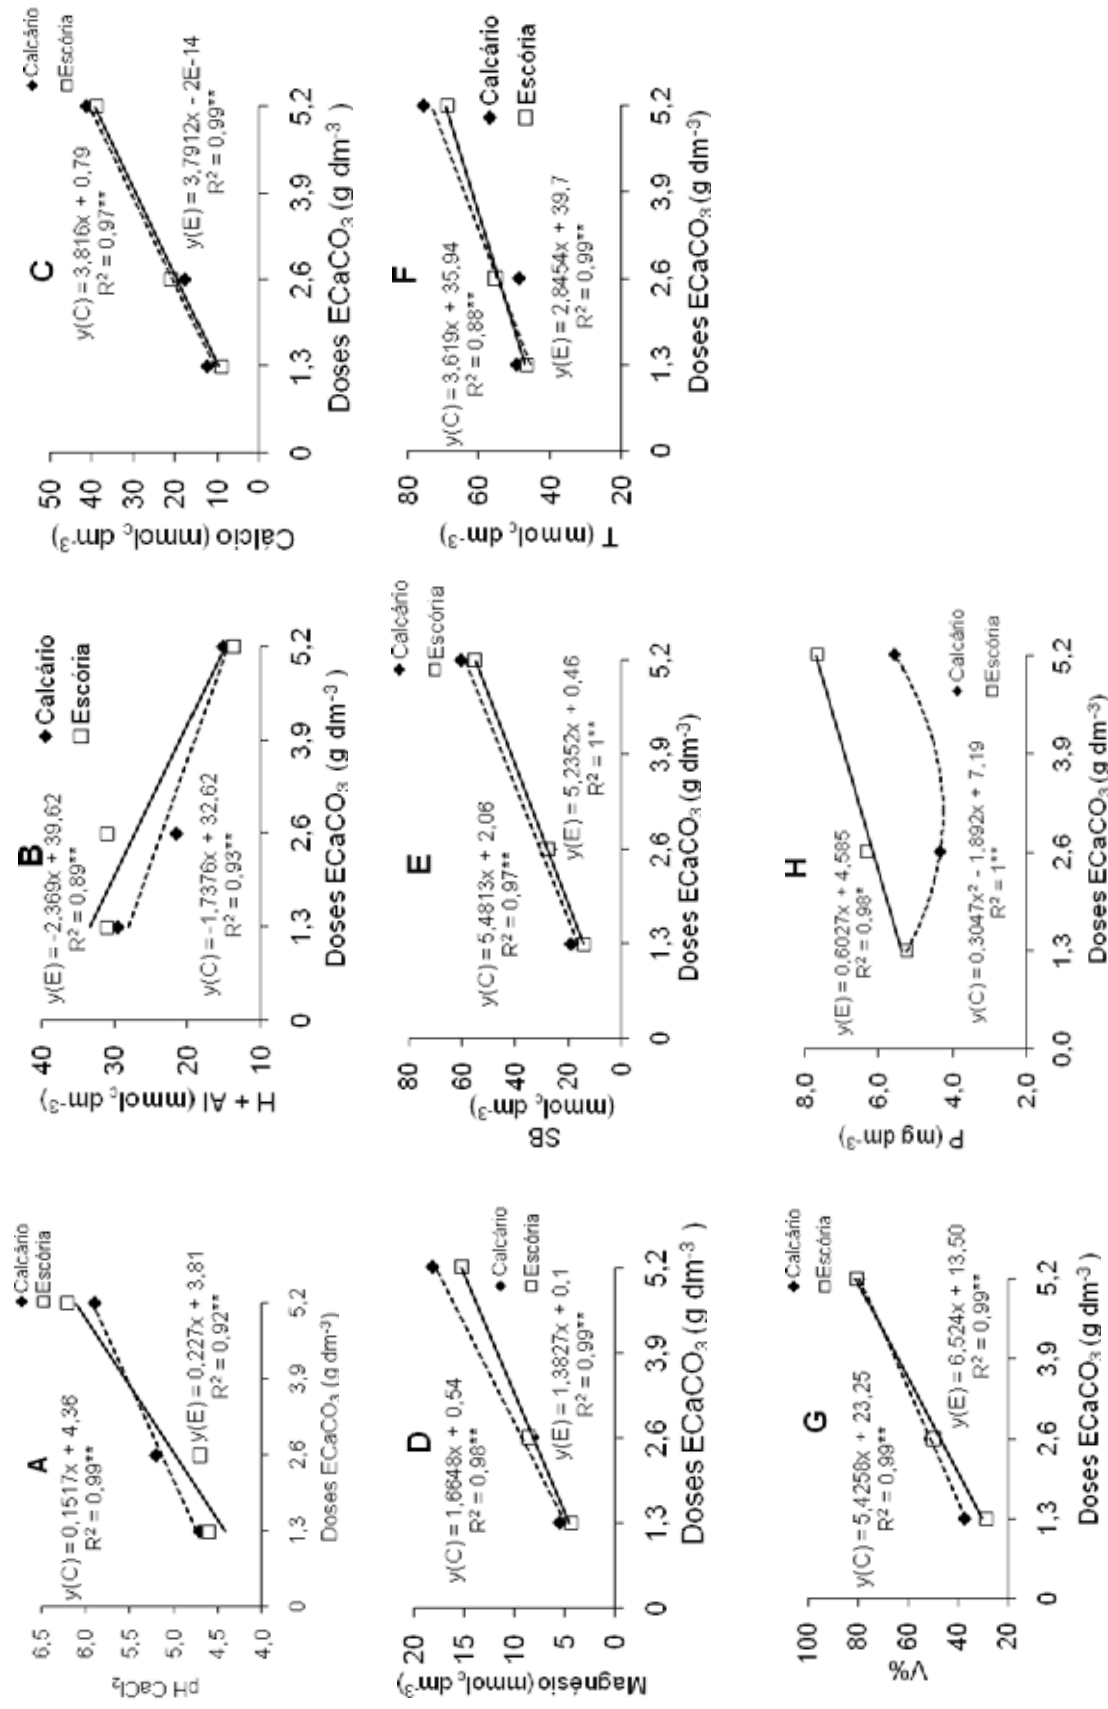 A
◆Calcário
□Escória
y(C) = 0,1517x + 4,36
R² = 0,99**
y(E) = 0,227x + 3,81
R² = 0,92**
6,5
6,0
5,5
5,0
4,5
4,0
pH CaCl₂
0
1,3
2,6
3,9
5,2
Doses ECaCO₃ (g dm⁻³)
B
◆Calcário
□Escória
y(E) = -2,369x + 39,62
R² = 0,89**
y(C) = -1,7376x + 32,62
R² = 0,93**
40
30
20
10
H + Al (mmol꜀ dm⁻³)
0
1,3
2,6
3,9
5,2
Doses ECaCO₃ (g dm⁻³)
C
◆Calcário
□Escória
y(C) = 3,816x + 0,79
R² = 0,97**
y(E) = 3,7912x - 2E-14
R² = 0,99**
50
40
30
20
10
0
Cálcio (mmol꜀ dm⁻³)
0
1,3
2,6
3,9
5,2
Doses ECaCO₃ (g dm⁻³)
D
◆Calcário
□Escória
y(C) = 1,6648x + 0,54
R² = 0,98**
y(E) = 1,3827x + 0,1
R² = 0,99**
20
15
10
5
0
Magnésio (mmol꜀ dm⁻³)
0
1,3
2,6
3,9
5,2
Doses ECaCO₃ (g dm⁻³)
E
◆Calcário
□Escória
y(C) = 5,4813x + 2,06
R² = 0,97**
y(E) = 5,2352x + 0,46
R² = 1**
80
60
40
20
0
SB
(mmol꜀ dm⁻³)
0
1,3
2,6
3,9
5,2
Doses ECaCO₃ (g dm⁻³)
F
◆Calcário
□Escória
y(C) = 3,619x + 35,94
R² = 0,88**
y(E) = 2,8454x + 39,7
R² = 0,99**
80
60
40
20
T (mmol꜀ dm⁻³)
0
1,3
2,6
3,9
5,2
Doses ECaCO₃ (g dm⁻³)
G
◆Calcário
□Escória
y(C) = 5,4258x + 23,25
R² = 0,99**
y(E) = 6,524x + 13,50
R² = 0,99**
100
80
60
40
20
V%
0
1,3
2,6
3,9
5,2
Doses ECaCO₃ (g dm⁻³)
H
y(E) = 0,6027x + 4,585
R² = 0,98*
y(C) = 0,3047x² - 1,892x + 7,19
R² = 1**
◆Calcário
□Escória
8,0
6,0
4,0
2,0
P (mg dm⁻³)
0,0
1,3
2,6
3,9
5,2
Doses ECaCO₃ (g dm⁻³)